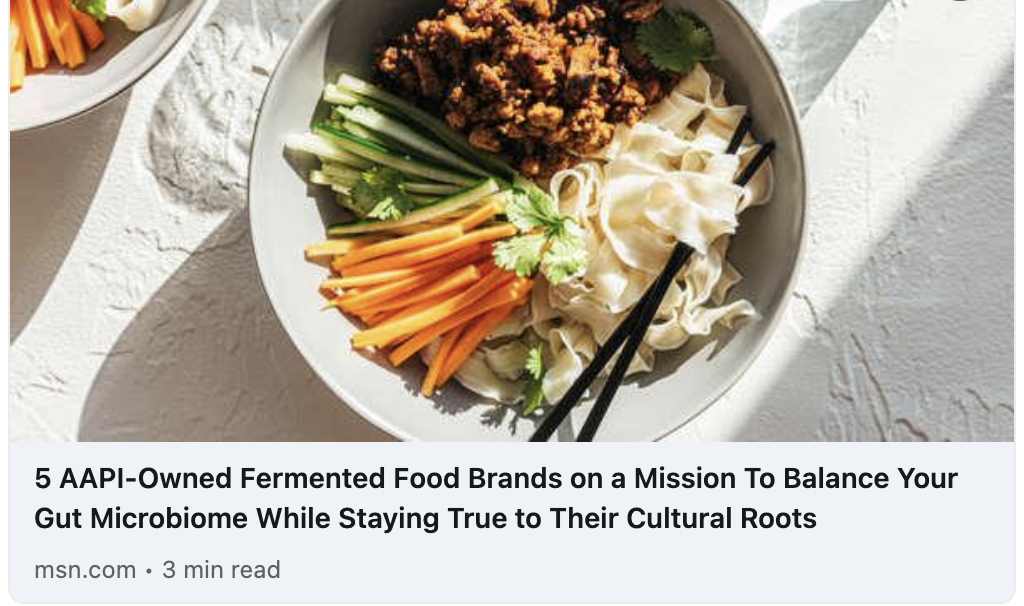 5 AAPI-Owned Fermented Food Brands on a Mission To Balance Your
Gut Microbiome While Staying True to Their Cultural Roots
msn.com • 3 min read